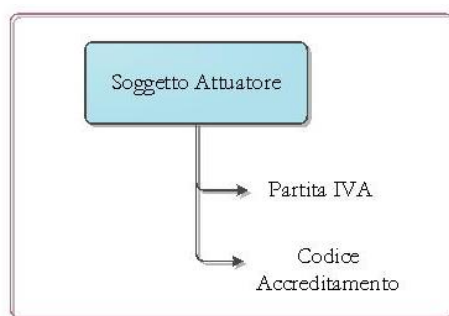 Soggetto Attuatore
Partita IVA
Codice
Accreditamento